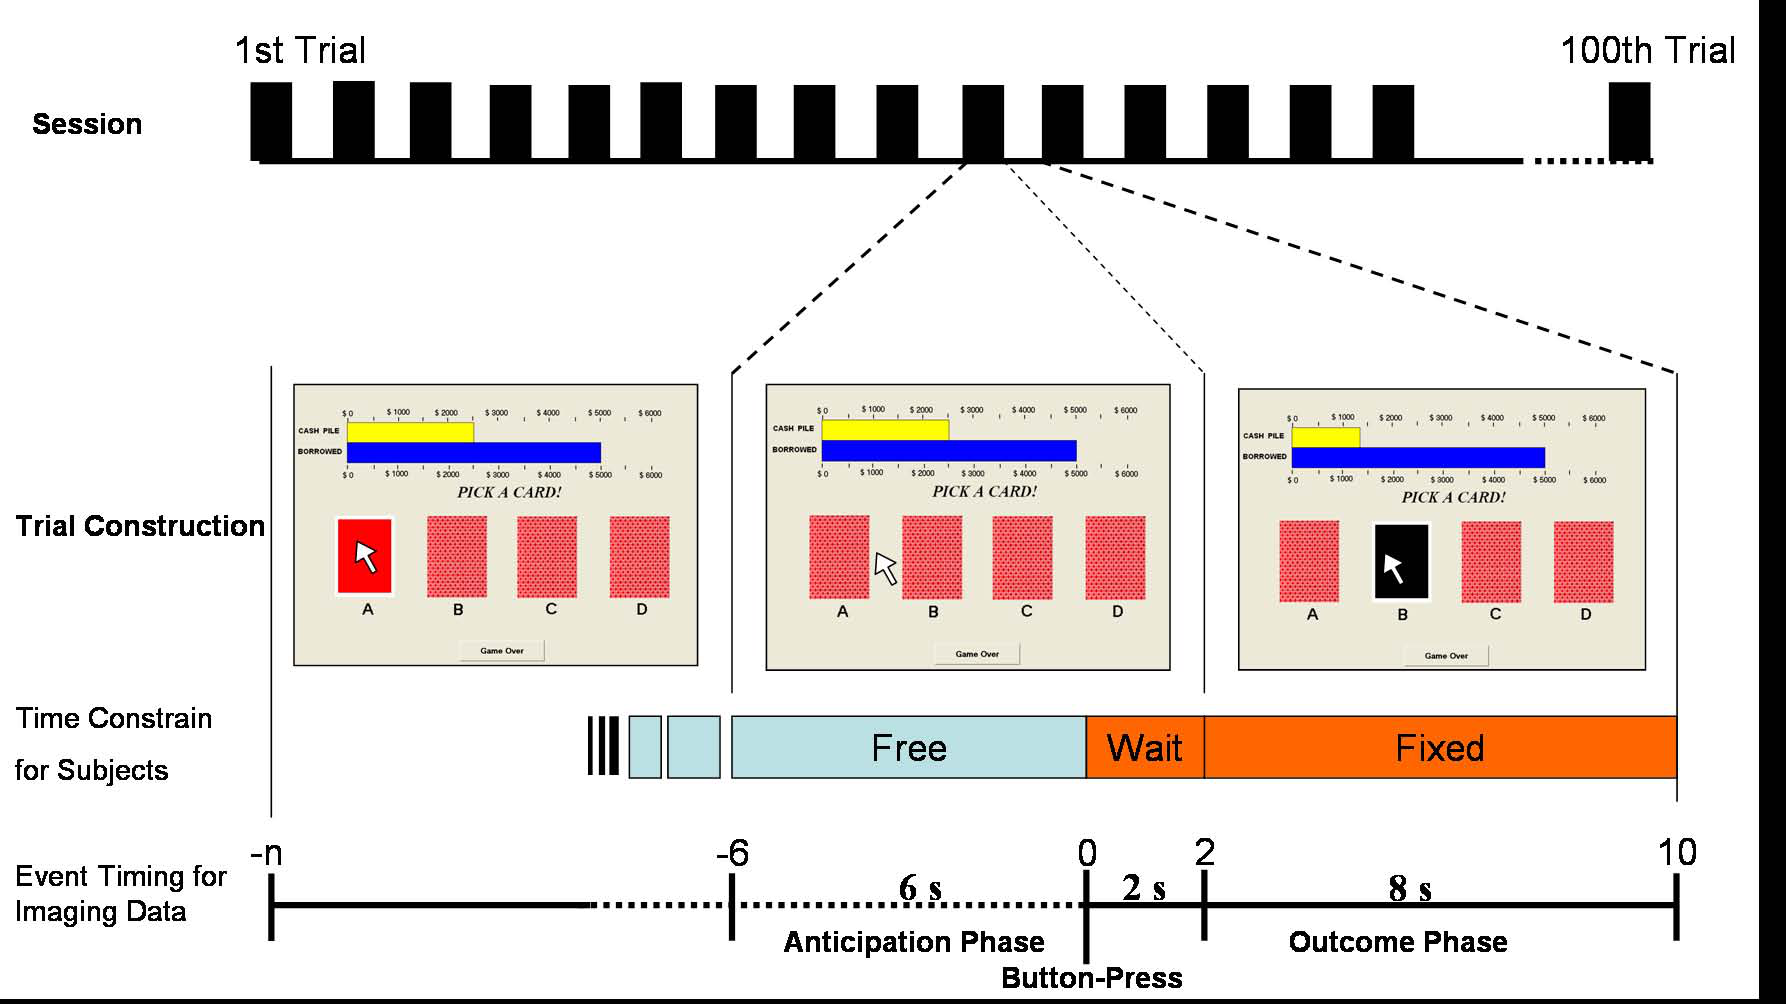 1st Trial
100th Trial
Session
Trial Construction
$ 0 $ 1000 $ 2000 $ 3000 $ 4000 $ 5000 $ 6000
CASH PILE
BORROWED
$ 0 $ 1000 $ 2000 $ 3000 $ 4000 $ 5000 $ 6000
PICK A CARD!
A B C D
Game Over
$ 0 $ 1000 $ 2000 $ 3000 $ 4000 $ 5000 $ 6000
CASH PILE
BORROWED
$ 0 $ 1000 $ 2000 $ 3000 $ 4000 $ 5000 $ 6000
PICK A CARD!
A B C D
Game Over
$ 0 $ 1000 $ 2000 $ 3000 $ 4000 $ 5000 $ 6000
CASH PILE
BORROWED
$ 0 $ 1000 $ 2000 $ 3000 $ 4000 $ 5000 $ 6000
PICK A CARD!
A B C D
Game Over
Time Constrain
for Subjects
Free Wait Fixed
Event Timing for
Imaging Data
-n -6 0 2 10
6 s 2 s 8 s
Anticipation Phase Outcome Phase
Button-Press